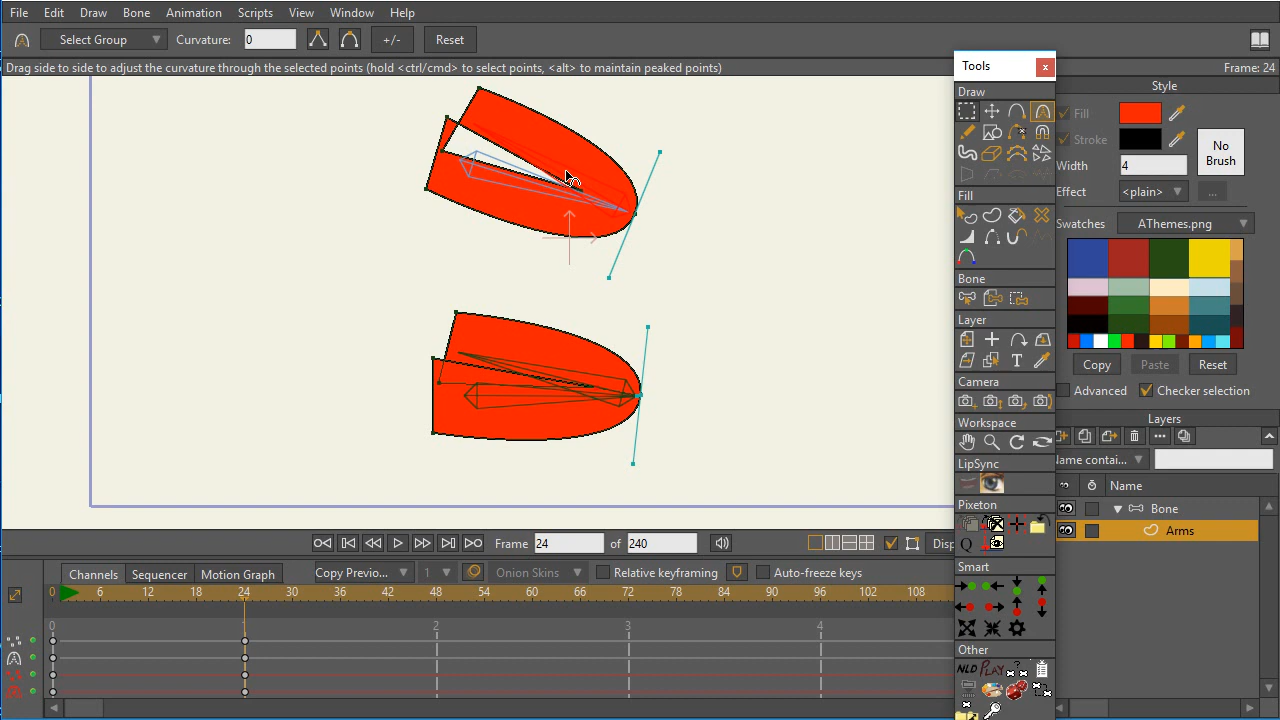 File Edit Draw Bone Animation Scripts View Window Help
Select Group Curvature: 0 +/- Reset
Drag side to side to adjust the curvature through the selected points (hold <ctrl/cmd> to select points, <alt> to maintain peaked points) Frame: 24
Tools x
Style
Draw
Fill
Stroke
No
Brush
Width 4
Effect <plain> ...
Fill
Swatches AThemes.png
Bone
Layer
T
Copy Paste Reset
Camera
Advanced Checker selection
Layers
Workspace
...
Name contai...
LipSync
Name
Pixeton
Bone
Arms
Q
Frame 24 of 240 Disp
Smart
Channels Sequencer Motion Graph Copy Previo... 1 Onion Skins Relative keyframing Auto-freeze keys
0 6 12 18 24 30 36 42 48 54 60 66 72 78 84 90 96 102 108
0 2 3 4
Other
NLD PLAY